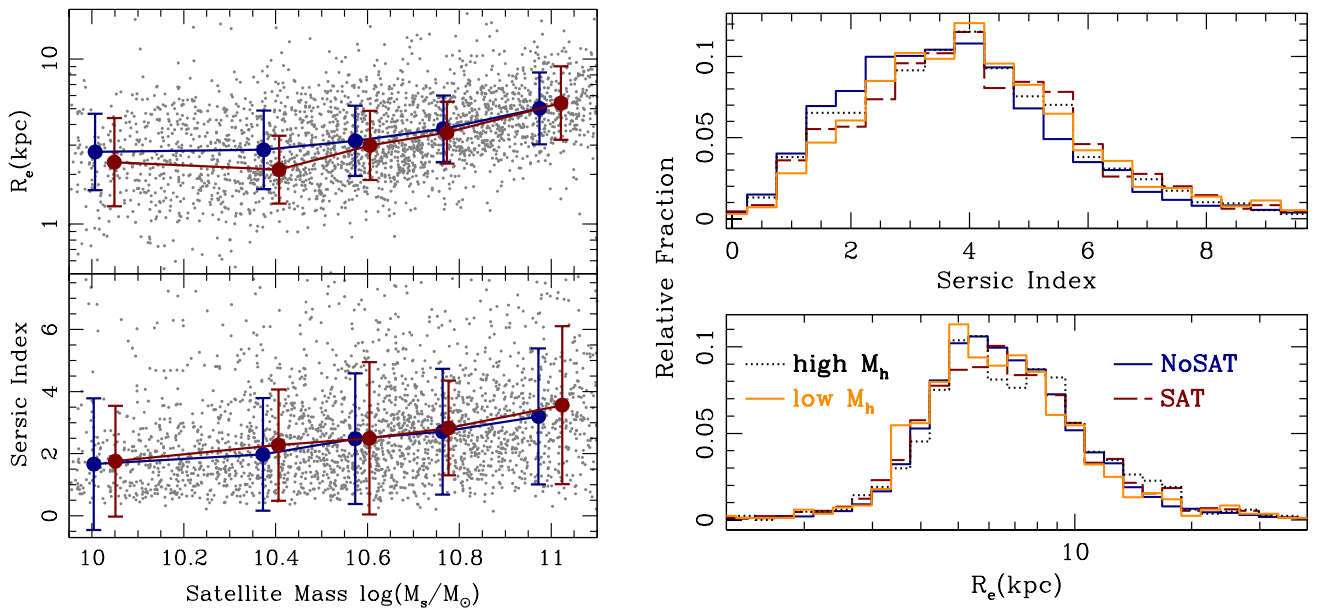 10
1
R_e(kpc)
6
4
2
0
Sersic Index
10 10.2 10.4 10.6 10.8 11
Satellite Mass log(M_s/M_⊙)
Relative Fraction
0.1
0.05
0
0 2 4 6 8
Sersic Index
0.1
0.05
0
high M_h
low M_h
NoSAT
SAT
10
R_e(kpc)